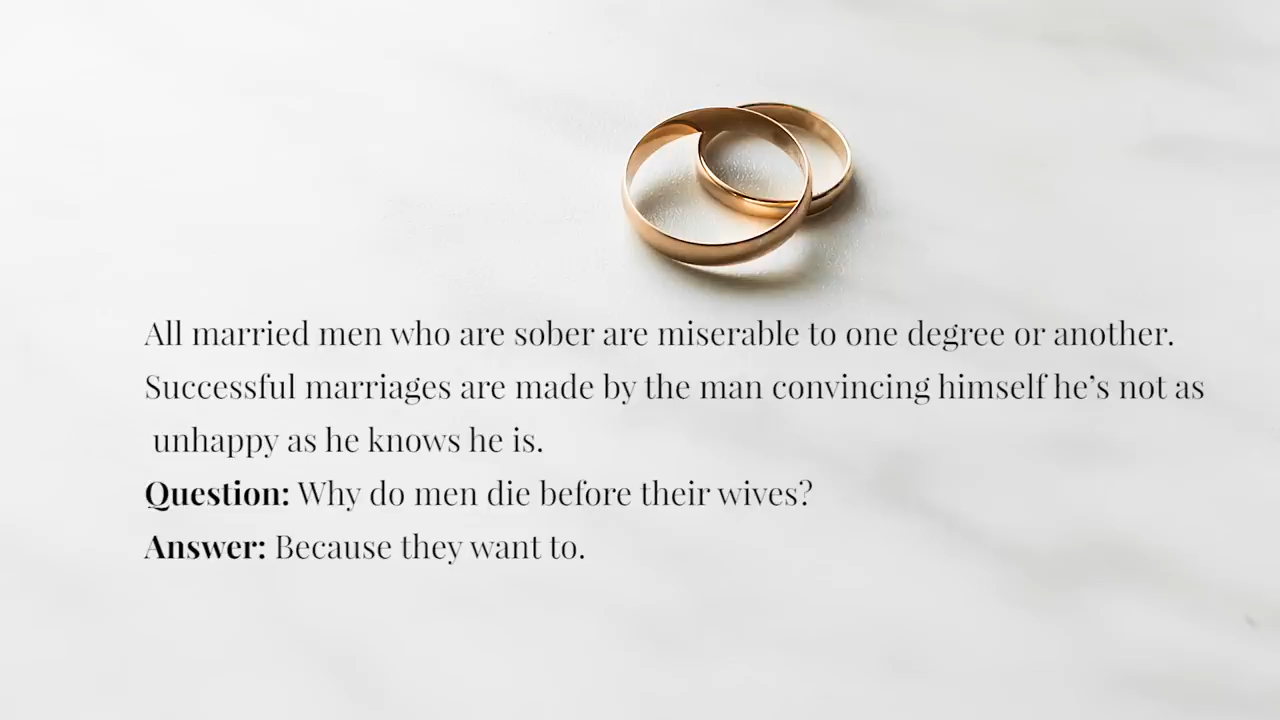 All married men who are sober are miserable to one degree or another.
Successful marriages are made by the man convincing himself he’s not as
unhappy as he knows he is.
Question: Why do men die before their wives?
Answer: Because they want to.